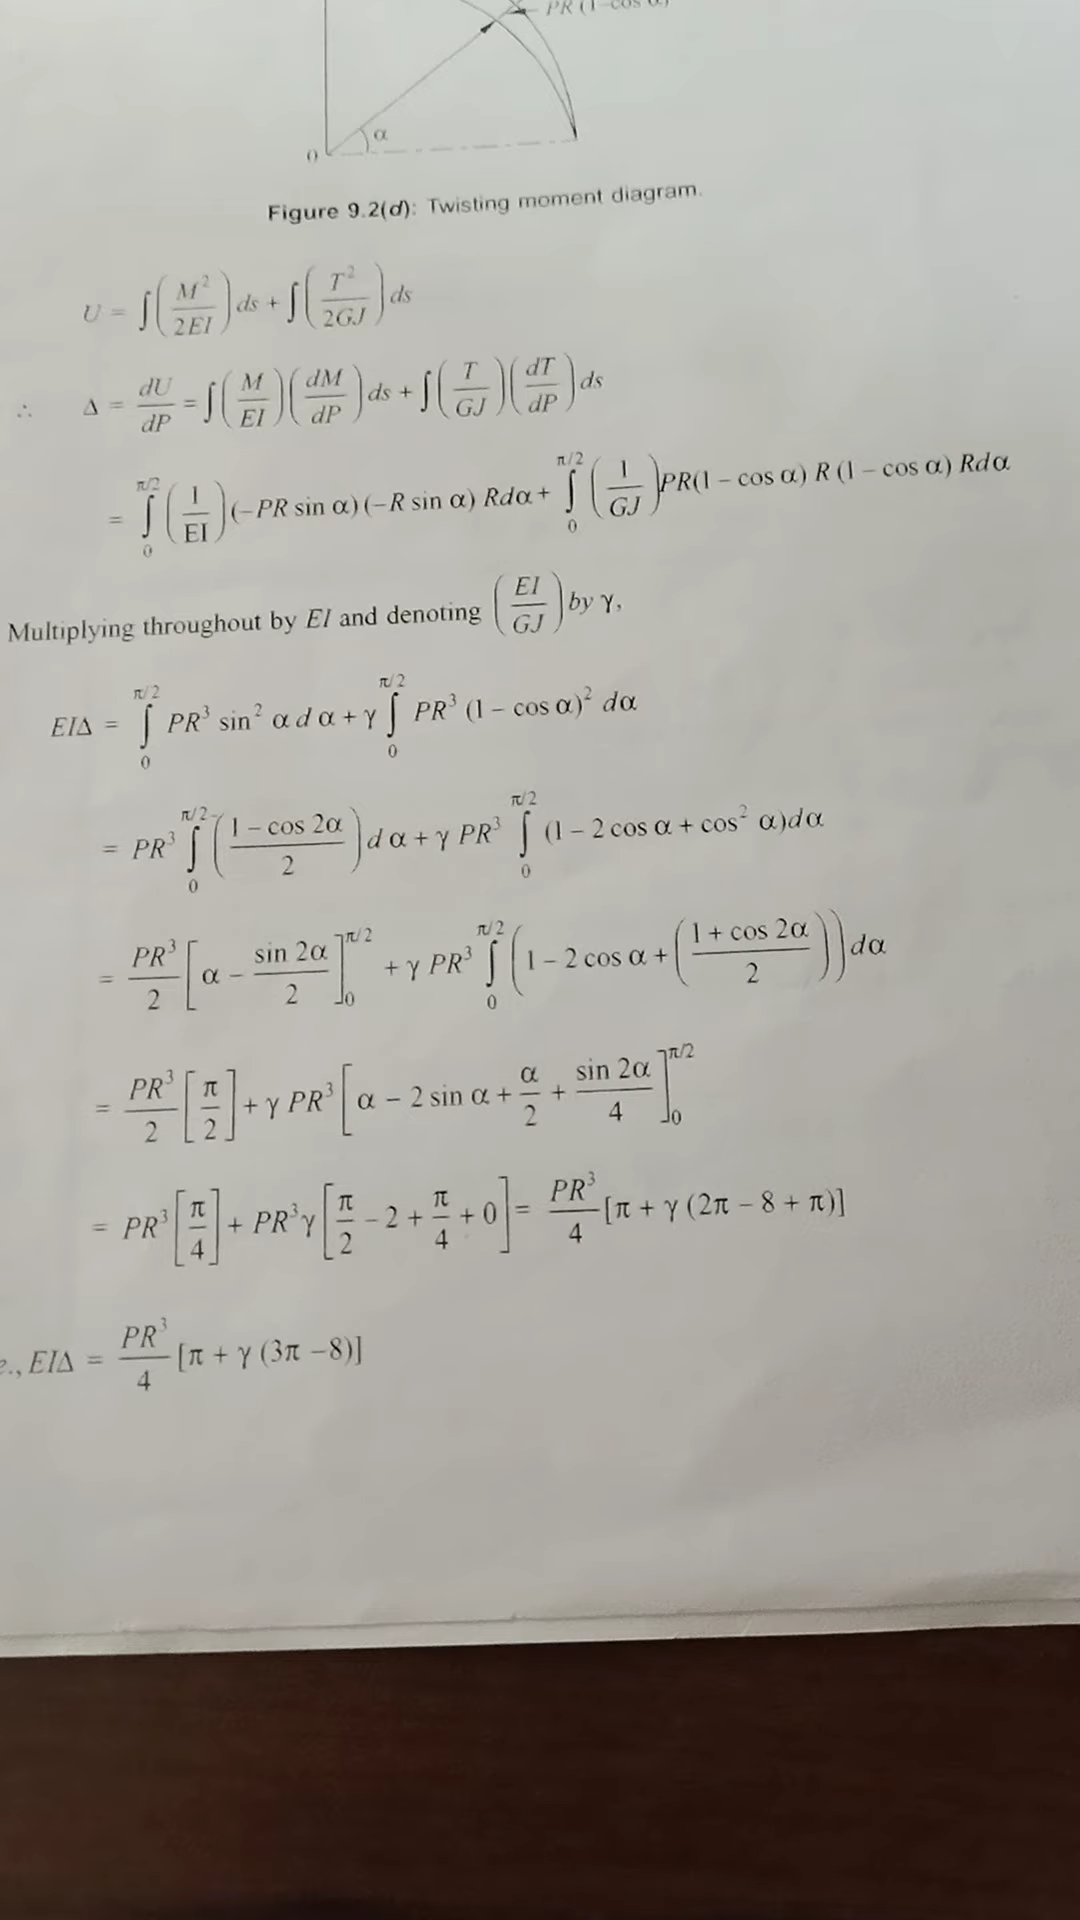 PR (1–cos α)
α
0
Figure 9.2(d): Twisting moment diagram.
U = ∫(M²/2EI) ds + ∫(T²/2GJ) ds
∴ Δ = dU/dP = ∫(M/EI)(dM/dP) ds + ∫(T/GJ)(dT/dP) ds
= ∫₀^π/2 (1/EI)(–PR sin α)(–R sin α) Rdα + ∫₀^π/2 (1/GJ)PR(1 – cos α) R (1 – cos α) Rdα
Multiplying throughout by EI and denoting (EI/GJ) by γ,
EIΔ = ∫₀^π/2 PR³ sin² α d α + γ ∫₀^π/2 PR³ (1 – cos α)² dα
= PR³ ∫₀^π/2 ((1 – cos 2α)/2) d α + γ PR³ ∫₀^π/2 (1 – 2 cos α + cos² α)dα
= PR³/2 [α – sin 2α/2]₀^π/2 + γ PR³ ∫₀^π/2 (1 – 2 cos α + ((1 + cos 2α)/2)) dα
= PR³/2 [π/2] + γ PR³ [α – 2 sin α + α/2 + sin 2α/4]₀^π/2
= PR³ [π/4] + PR³γ [π/2 – 2 + π/4 + 0] = PR³/4 [π + γ (2π – 8 + π)]
e., EIΔ = PR³/4 [π + γ (3π –8)]